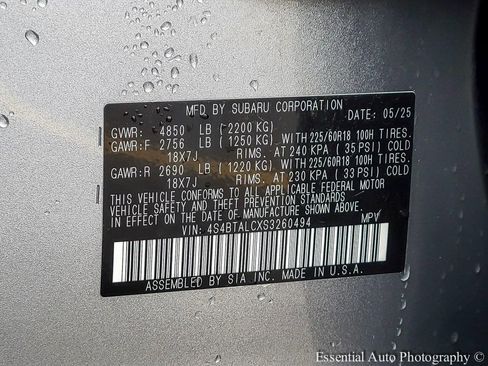 MFD BY SUBARU CORPORATION
DATE: 05/25
GVWR: 4850 LB (2200 KG)
GAWR:F 2756 LB (1250 KG) WITH 225/60R18 100H TIRES.
18X7J RIMS. AT 240 KPA (35 PSI) COLD
GAWR:R 2690 LB (1220 KG) WITH 225/60R18 100H TIRES.
18X7J RIMS. AT 230 KPA (33 PSI) COLD
THIS VEHICLE CONFORMS TO ALL APPLICABLE FEDERAL MOTOR
VEHICLE SAFETY AND THEFT PREVENTION STANDARDS IN EFFECT
ON THE DATE OF MANUFACTURE SHOWN ABOVE.
VIN: 4S4BTALCXS3260494 MPV
ASSEMBLED BY SIA INC. MADE IN U.S.A.
Essential Auto Photography ©